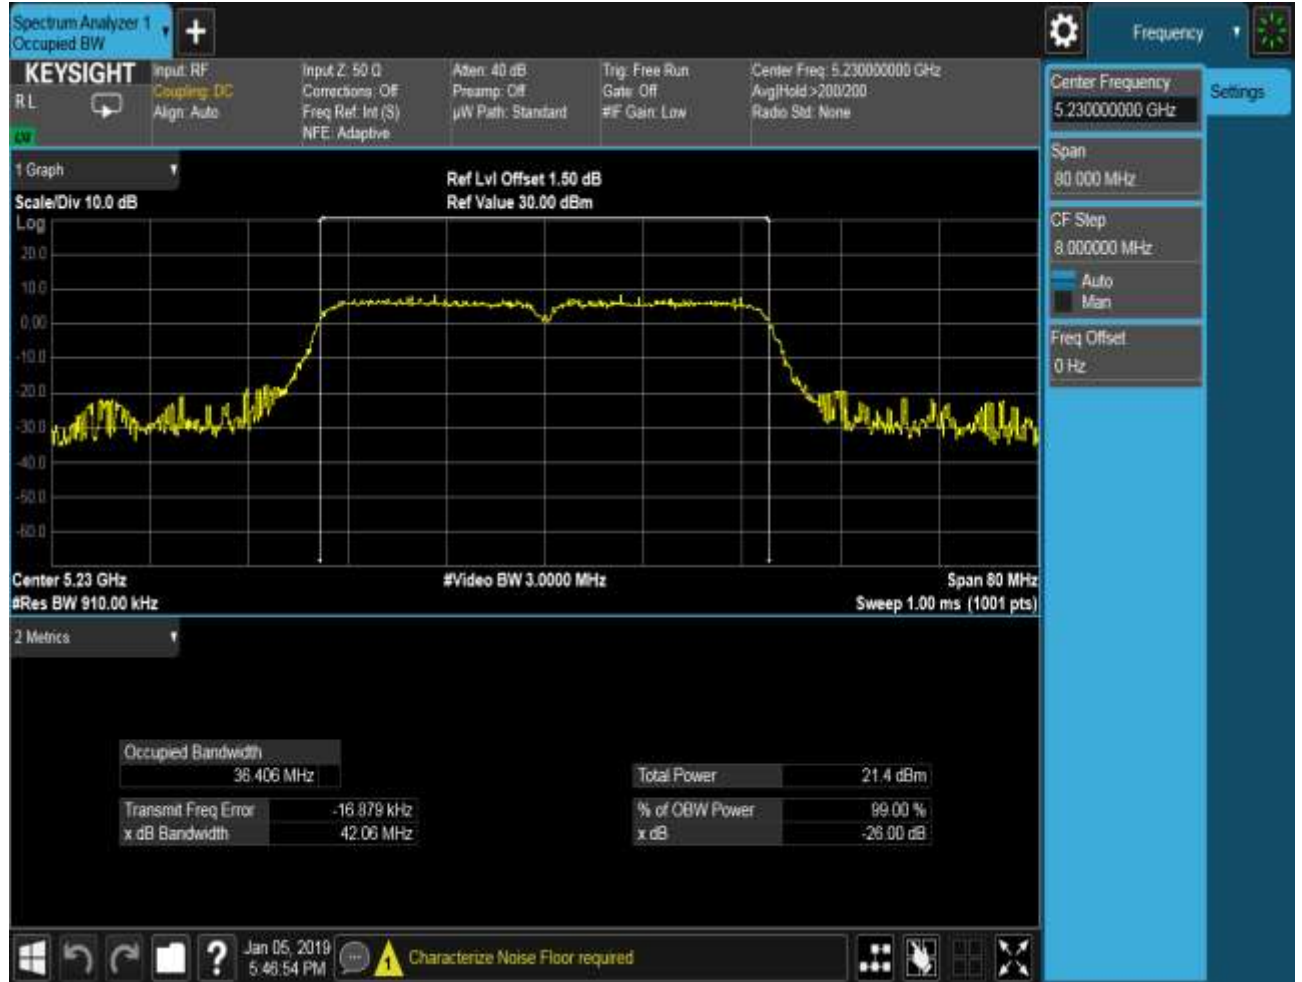 Spectrum Analyzer 1
Occupied BW
Frequency
KEYSIGHT
R L
Input: RF
Coupling: DC
Align: Auto
Input Z: 50 Ω
Corrections: Off
Freq Ref: Int (S)
NFE: Adaptive
Atten: 40 dB
Preamp: Off
µW Path: Standard
Trig: Free Run
Gate: Off
#IF Gain: Low
Center Freq: 5.230000000 GHz
Avg|Hold:>200/200
Radio Std: None
Center Frequency
5.230000000 GHz
Settings
Span
80.000 MHz
CF Step
8.000000 MHz
Auto
Man
Freq Offset
0 Hz
1 Graph
Scale/Div 10.0 dB
Ref Lvl Offset 1.50 dB
Ref Value 30.00 dBm
Log
20.0
10.0
0.00
-10.0
-20.0
-30.0
-40.0
-50.0
-60.0
Center 5.23 GHz
#Res BW 910.00 kHz
#Video BW 3.0000 MHz
Span 80 MHz
Sweep 1.00 ms (1001 pts)
2 Metrics
Occupied Bandwidth
36.406 MHz
Transmit Freq Error -16.879 kHz
x dB Bandwidth 42.06 MHz
Total Power 21.4 dBm
% of OBW Power 99.00 %
x dB -26.00 dB
?
Jan 05, 2019
5:46:54 PM
1
Characterize Noise Floor required